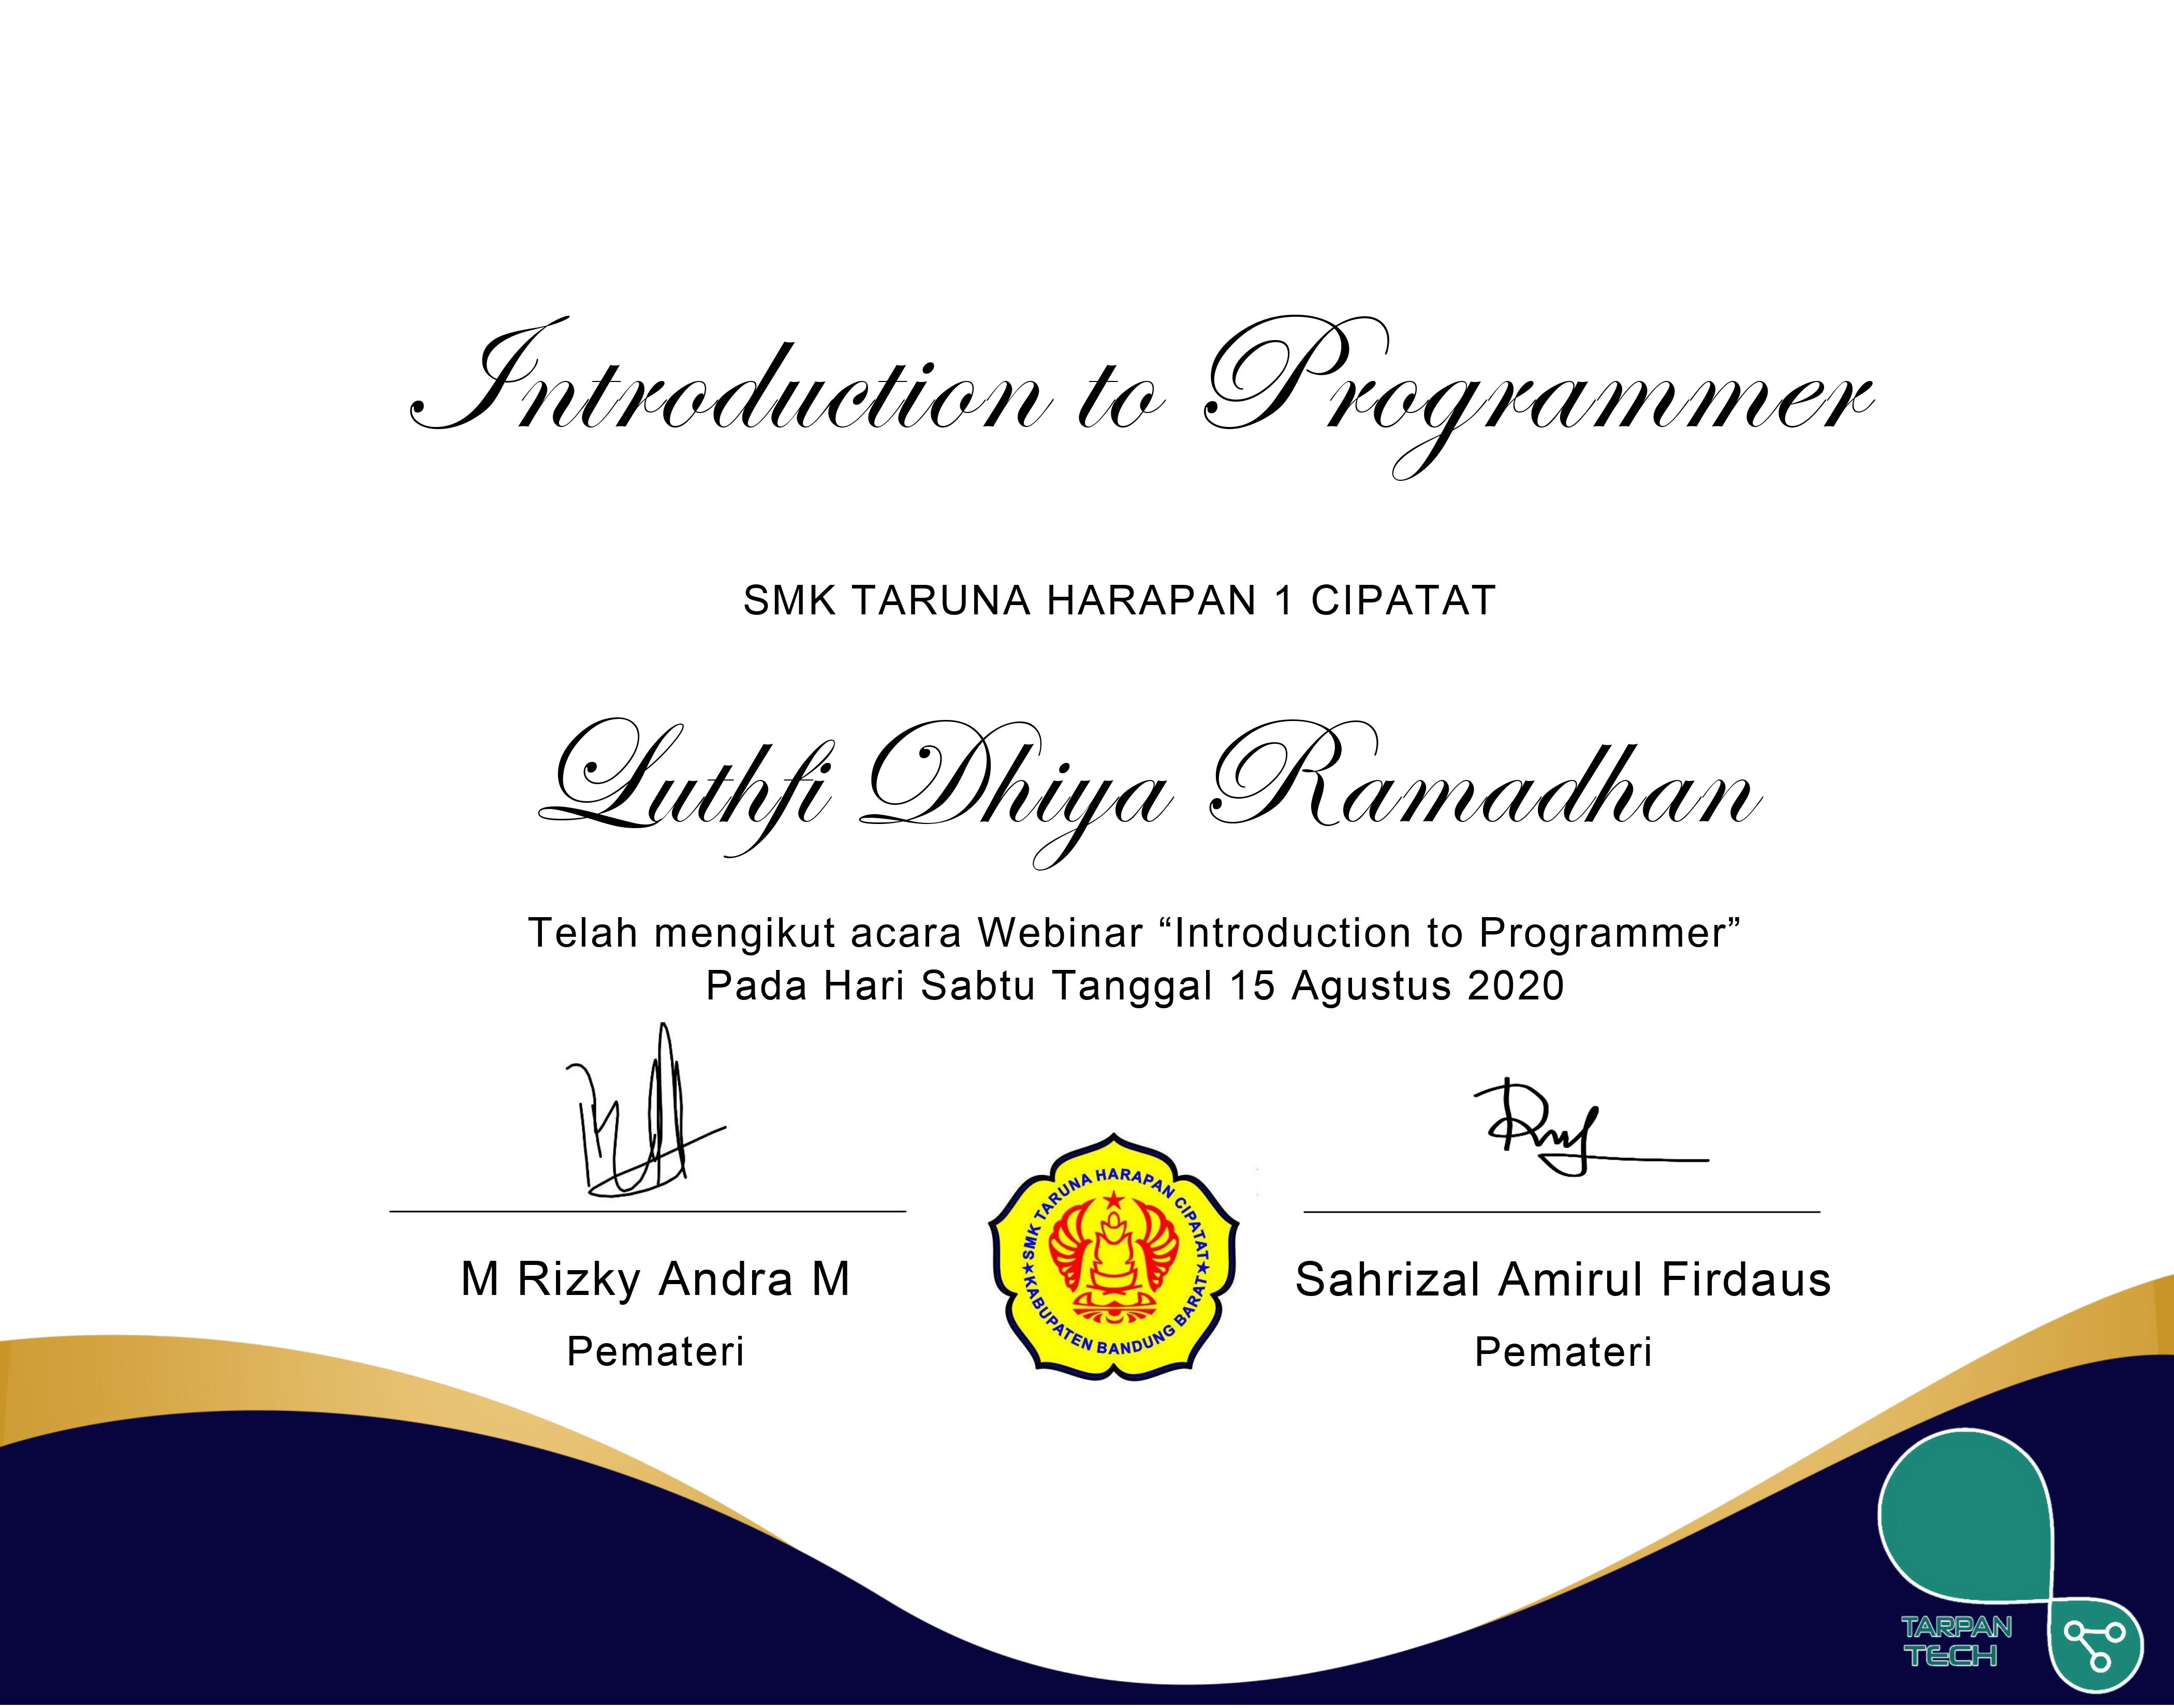 Introduction to Programmer
SMK TARUNA HARAPAN 1 CIPATAT
Luthfi Dhiya Ramadhan
Telah mengikut acara Webinar “Introduction to Programmer”
Pada Hari Sabtu Tanggal 15 Agustus 2020
M Rizky Andra M
Pemateri
SMK TARUNA HARAPAN CIPATAT
KABUPATEN BANDUNG BARAT
Sahrizal Amirul Firdaus
Pemateri
TARPAN
TECH